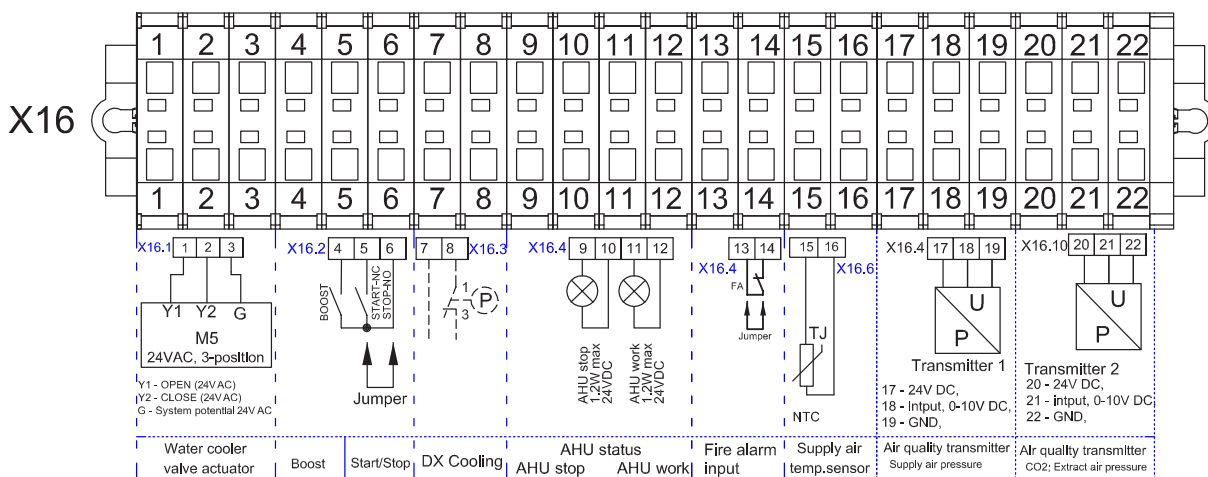 1 2 3 4 5 6 7 8 9 10 11 12 13 14 15 16 17 18 19 20 21 22
X16
1 2 3 4 5 6 7 8 9 10 11 12 13 14 15 16 17 18 19 20 21 22
X16.1 1 2 3
X16.2 4 5 6
7 8 X16.3
X16.4 9 10 11 12
13 14
X16.4
15 16
X16.6
X16.4 17 18 19
X16.10 20 21 22
Y1 Y2 G
M5
24VAC, 3-position
Y1 - OPEN (24V AC)
Y2 - CLOSE (24V AC)
G - System potential 24V AC
BOOST
START-NC
STOP-NO
Jumper
1
P
3
AHU stop
1.2W max
24VDC
AHU work
1.2W max
24VDC
FA
Jumper
TJ
NTC
U
P
Transmitter 1
17 - 24V DC,
18 - Intput, 0-10V DC,
19 - GND,
U
P
Transmitter 2
20 - 24V DC,
21 - intput, 0-10V DC
22 - GND,
Water cooler
valve actuator
Boost
Start/Stop
DX Cooling
AHU status
AHU stop AHU work
Fire alarm
input
Supply air
temp.sensor
Air quality transmitter
Supply air pressure
Air quality transmitter
CO2; Extract air pressure